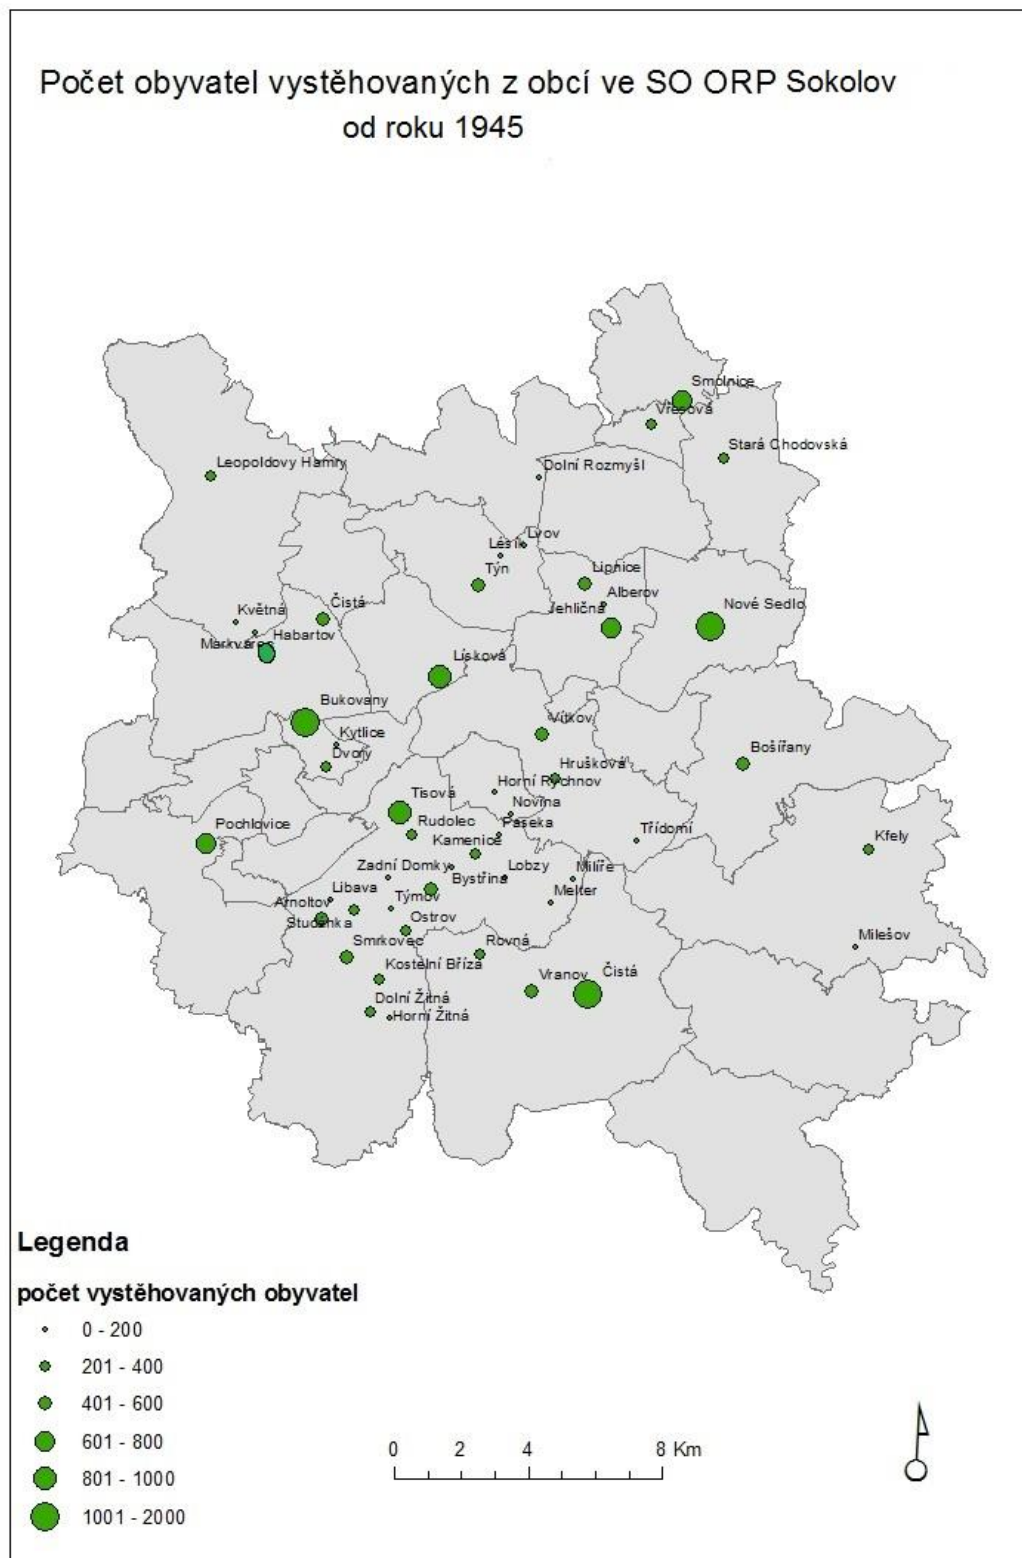 Počet obyvatel vystěhovaných z obcí ve SO ORP Sokolov
od roku 1945
Smolnice
Vřesová
Stará Chodovská
Leopoldovy Hamry
Dolní Rozmyšl
Lvov
Lésík
Týn
Lipnice
Alberov
Jehličná
Nové Sedlo
Květná
Čistá
Markvarec
Habartov
Lísková
Bukovany
Vítkov
Kytlice
Dvory
Bošířany
Hrušková
Horní Rychnov
Tisová
Novina
Rudolec
Paseka
Pochlovice
Kamenice
Třídomí
Kfely
Zadní Domky
Lobzy
Milíře
Bystřina
Libava
Melter
Arnoltov
Týmov
Studánka
Ostrov
Milešov
Smrkovec
Rovná
Kostelní Bříza
Vranov
Čistá
Dolní Žitná
Horní Žitná
Legenda
počet vystěhovaných obyvatel
0 - 200
201 - 400
401 - 600
601 - 800
801 - 1000
1001 - 2000
0 2 4 8 Km